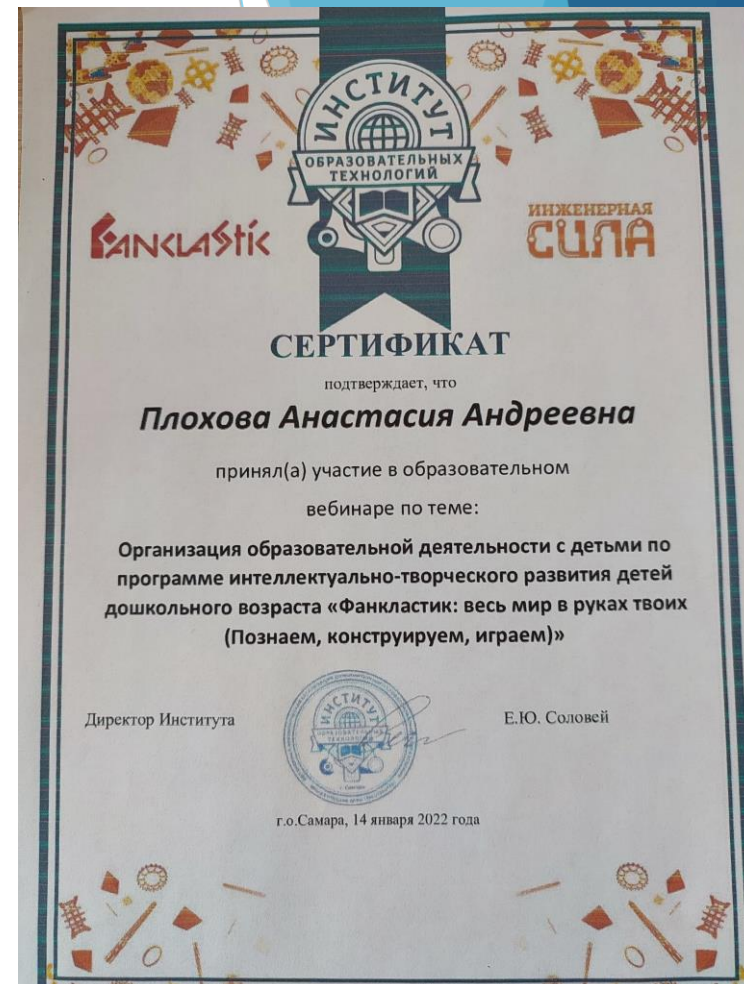 ИНСТИТУТ
ОБРАЗОВАТЕЛЬНЫХ
ТЕХНОЛОГИЙ
FANCLASTIC
ИНЖЕНЕРНАЯ
СИЛА
СЕРТИФИКАТ
подтверждает, что
Плохова Анастасия Андреевна
принял(а) участие в образовательном
вебинаре по теме:
Организация образовательной деятельности с детьми по
программе интеллектуально-творческого развития детей
дошкольного возраста «Фанкластик: весь мир в руках твоих
(Познаем, конструируем, играем)»
Директор Института
ИНСТИТУТ
ОБРАЗОВАТЕЛЬНЫХ
ТЕХНОЛОГИЙ
Е.Ю. Соловей
г.о.Самара, 14 января 2022 года